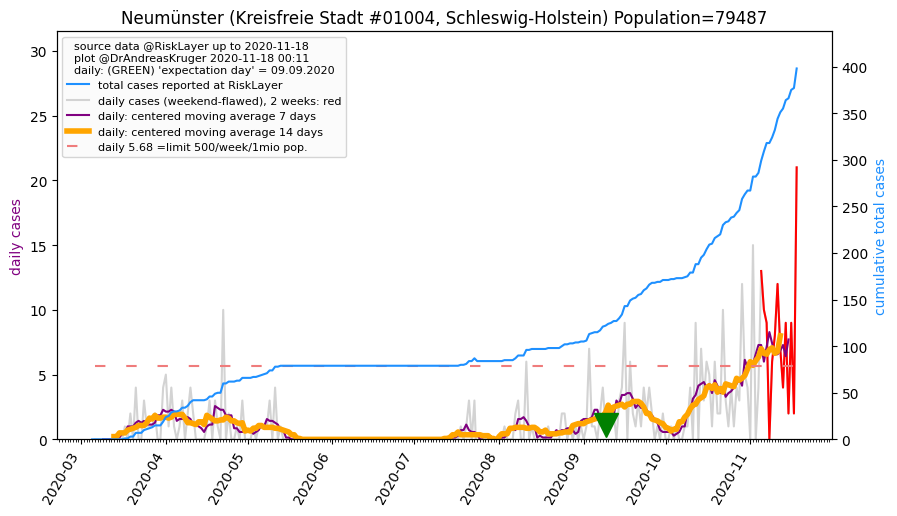 Neumünster (Kreisfreie Stadt #01004, Schleswig-Holstein) Population=79487
source data @RiskLayer up to 2020-11-18
plot @DrAndreasKruger 2020-11-18 00:11
daily: (GREEN) 'expectation day' = 09.09.2020
total cases reported at RiskLayer
daily cases (weekend-flawed), 2 weeks: red
daily: centered moving average 7 days
daily: centered moving average 14 days
daily 5.68 =limit 500/week/1mio pop.
daily cases
30
25
20
15
10
5
0
400
350
300
250
200
150
100
50
0
cumulative total cases
2020-03
2020-04
2020-05
2020-06
2020-07
2020-08
2020-09
2020-10
2020-11